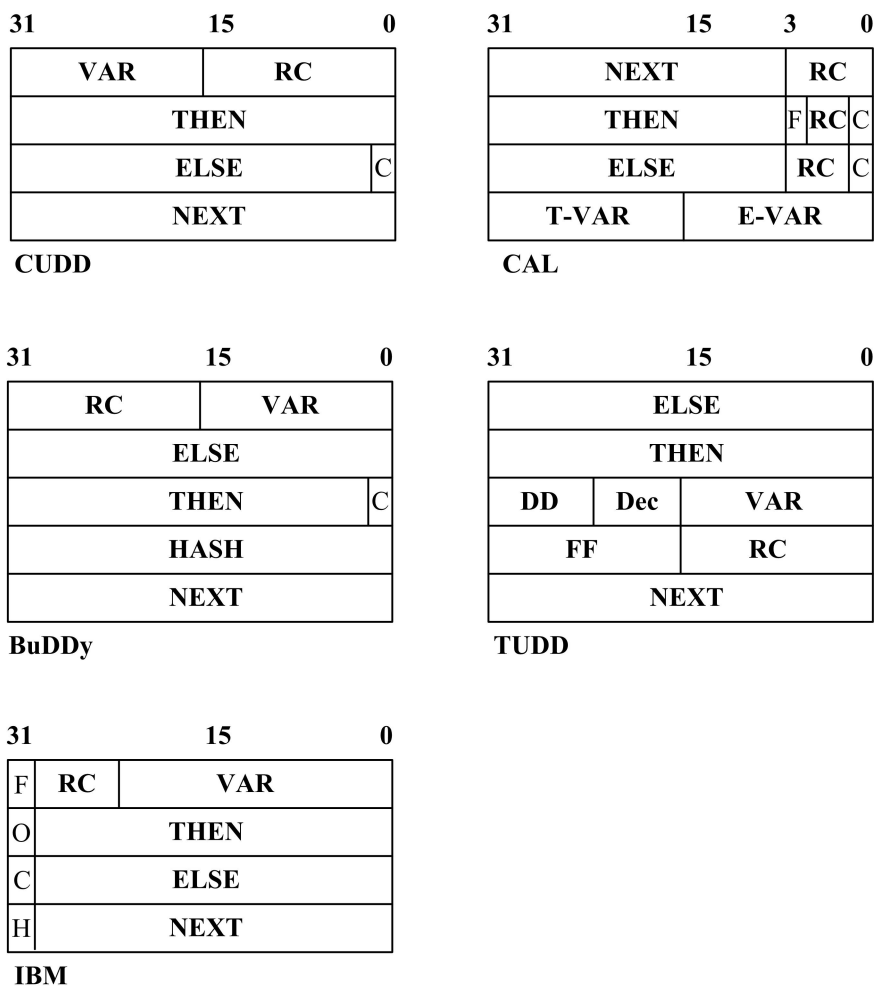 31 15 0
VAR RC
THEN
ELSE C
NEXT
CUDD
31 15 3 0
NEXT RC
THEN F RC C
ELSE RC C
T-VAR E-VAR
CAL
31 15 0
RC VAR
ELSE
THEN C
HASH
NEXT
BuDDy
31 15 0
ELSE
THEN
DD Dec VAR
FF RC
NEXT
TUDD
31 15 0
F RC VAR
O THEN
C ELSE
H NEXT
IBM